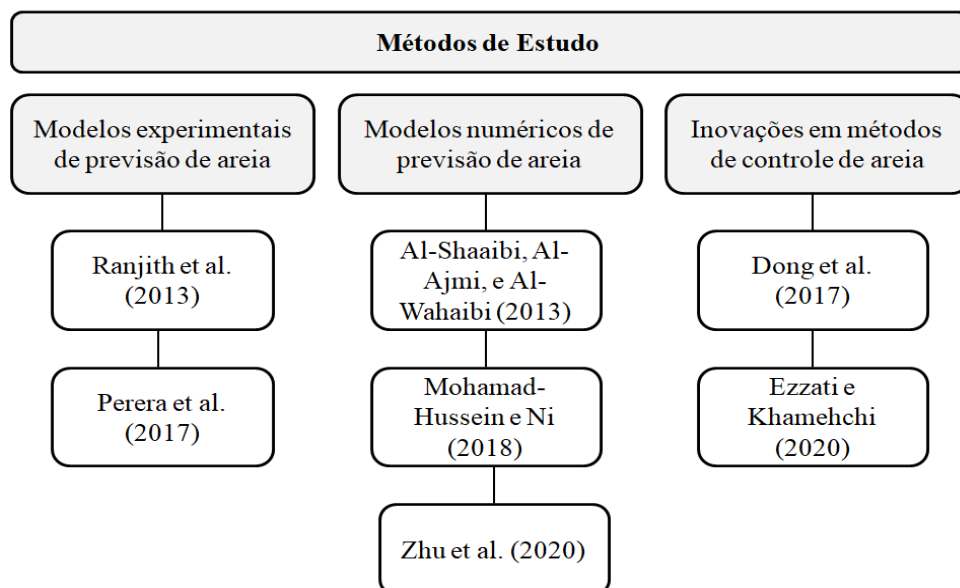 Métodos de Estudo
Modelos experimentais
de previsão de areia
Ranjith et al.
(2013)
Perera et al.
(2017)
Modelos numéricos de
previsão de areia
Al-Shaaibi, Al-
Ajmi, e Al-
Wahaibi (2013)
Mohamad-
Hussein e Ni
(2018)
Zhu et al. (2020)
Inovações em métodos
de controle de areia
Dong et al.
(2017)
Ezzati e
Khamehchi
(2020)